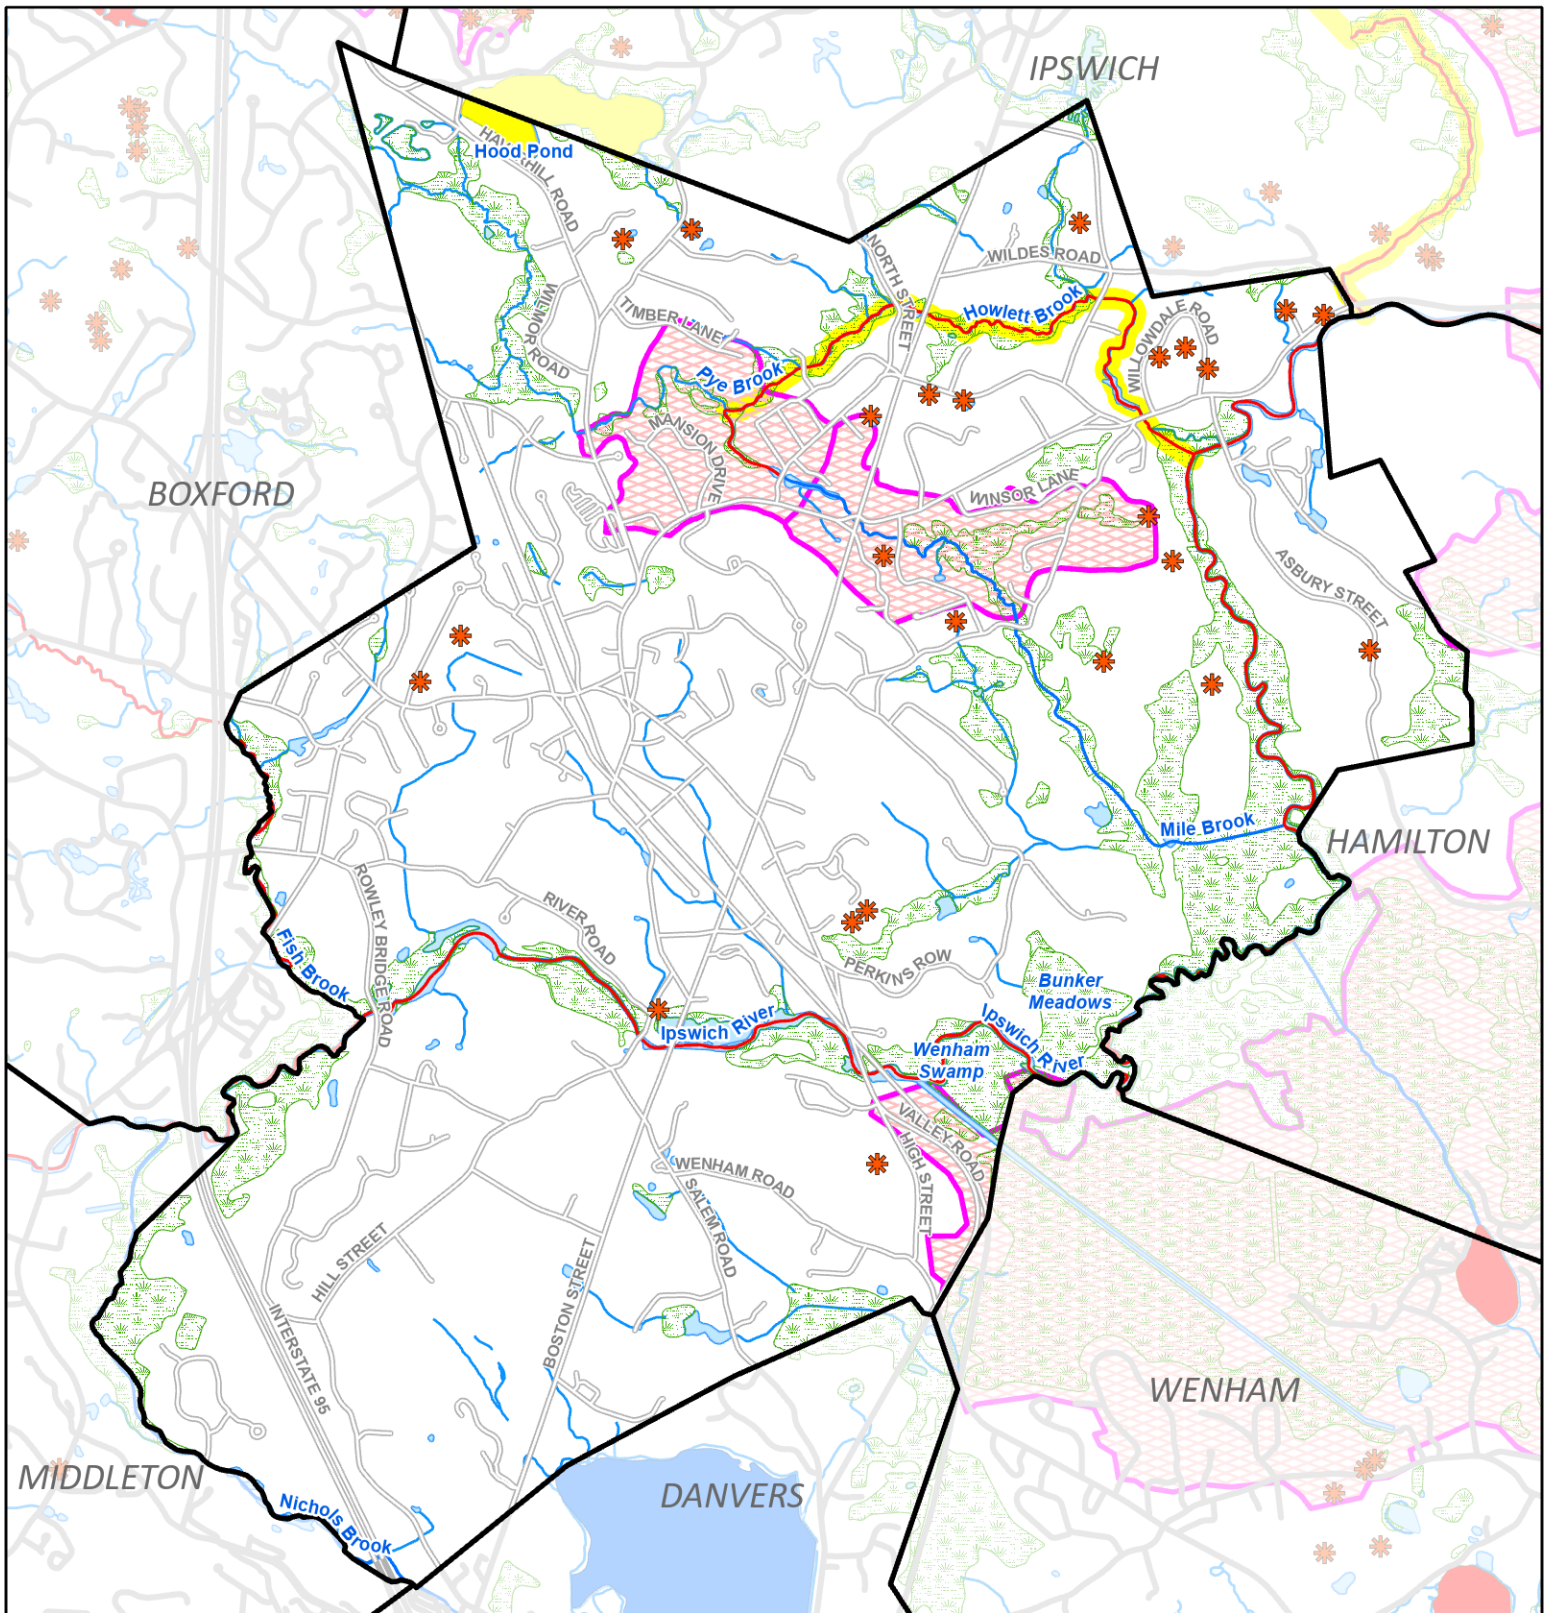 IPSWICH
HAVERHILL ROAD
Hood Pond
NORTH STREET
WILDES ROAD
WILMOR ROAD
TIMBER LANE
Howlett Brook
WILLOWDALE ROAD
Pye Brook
MANSION DRIVE
BOXFORD
WINSOR LANE
ASBURY STREET
Mile Brook
HAMILTON
ROWLEY BRIDGE ROAD
RIVER ROAD
Fish Brook
PERKINS ROW
Bunker
Meadows
Ipswich River
Ipswich River
Wenham
Swamp
VALLEY ROAD
HIGH STREET
WENHAM ROAD
SALEM ROAD
HILL STREET
BOSTON STREET
INTERSTATE 95
WENHAM
MIDDLETON
DANVERS
Nichols Brook